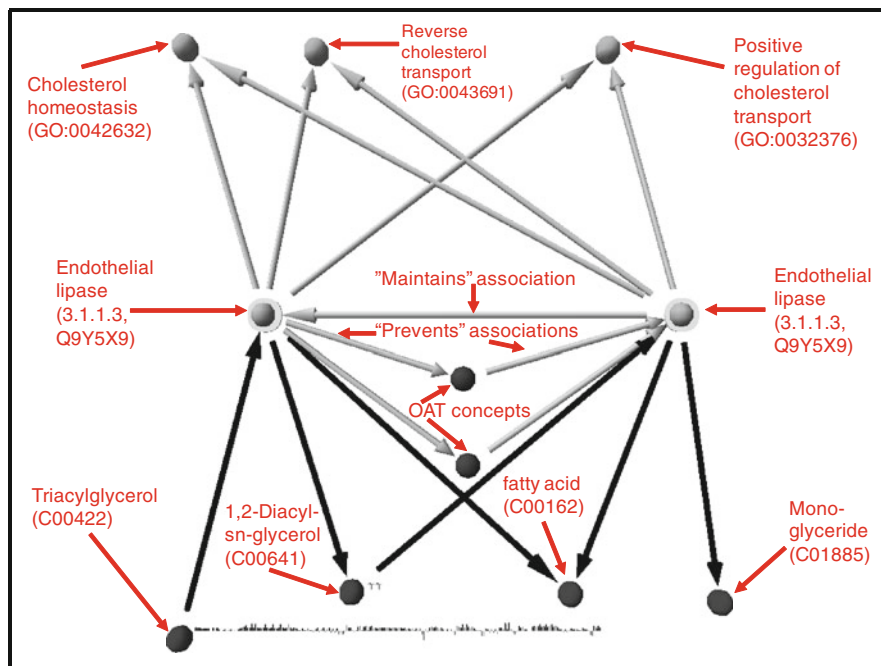 Cholesterol
homeostasis
(GO:0042632)
Reverse
cholesterol
transport
(GO:0043691)
Positive
regulation of
cholesterol
transport
(GO:0032376)
Endothelial
lipase
(3.1.1.3,
Q9Y5X9)
”Maintains” association
“Prevents” associations
OAT concepts
Endothelial
lipase
(3.1.1.3,
Q9Y5X9)
Triacylglycerol
(C00422)
1,2-Diacyl-
sn-glycerol
(C00641)
fatty acid
(C00162)
Mono-
glyceride
(C01885)